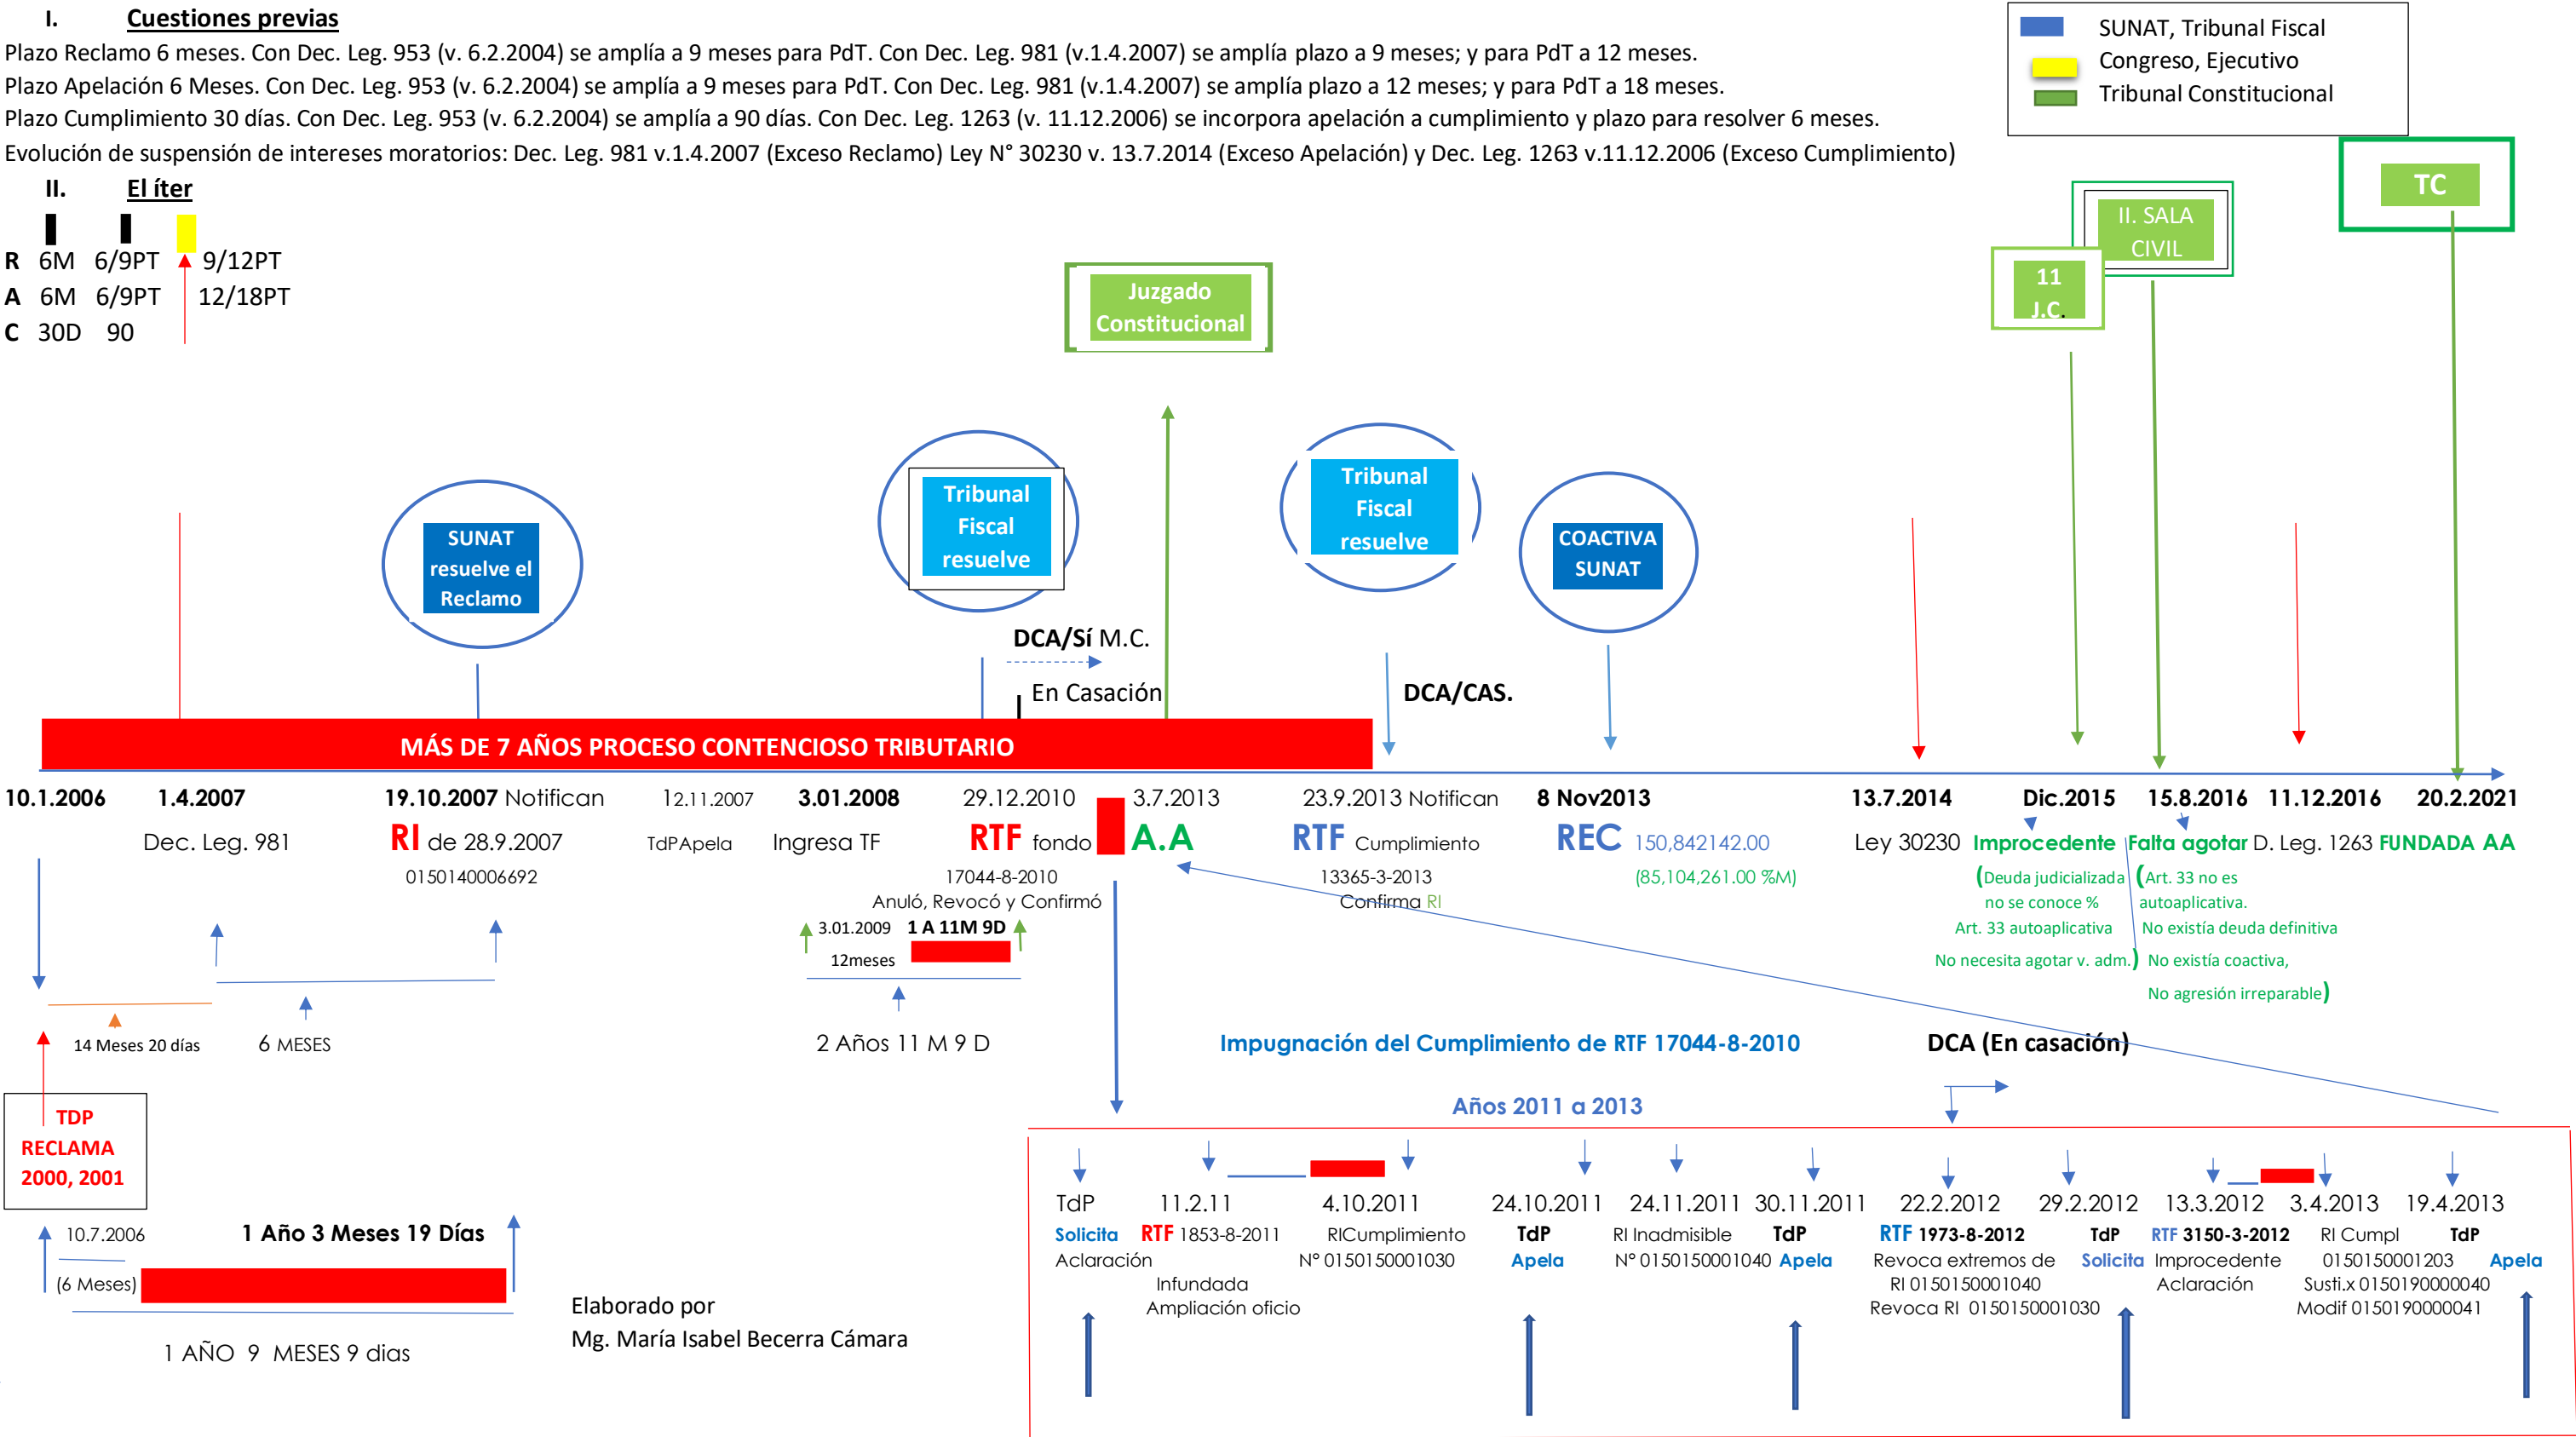 I. Cuestiones previas
Plazo Reclamo 6 meses. Con Dec. Leg. 953 (v. 6.2.2004) se amplía a 9 meses para PdT. Con Dec. Leg. 981 (v.1.4.2007) se amplía plazo a 9 meses; y para PdT a 12 meses.
Plazo Apelación 6 Meses. Con Dec. Leg. 953 (v. 6.2.2004) se amplía a 9 meses para PdT. Con Dec. Leg. 981 (v.1.4.2007) se amplía plazo a 12 meses; y para PdT a 18 meses.
Plazo Cumplimiento 30 días. Con Dec. Leg. 953 (v. 6.2.2004) se amplía a 90 días. Con Dec. Leg. 1263 (v. 11.12.2006) se incorpora apelación a cumplimiento y plazo para resolver 6 meses.
Evolución de suspensión de intereses moratorios: Dec. Leg. 981 v.1.4.2007 (Exceso Reclamo) Ley N° 30230 v. 13.7.2014 (Exceso Apelación) y Dec. Leg. 1263 v.11.12.2006 (Exceso Cumplimiento)
SUNAT, Tribunal Fiscal
Congreso, Ejecutivo
Tribunal Constitucional
II. El íter
R 6M 6/9PT 9/12PT
A 6M 6/9PT 12/18PT
C 30D 90
Juzgado
Constitucional
11
J.C.
II. SALA
CIVIL
TC
SUNAT
resuelve el
Reclamo
Tribunal
Fiscal
resuelve
Tribunal
Fiscal
resuelve
COACTIVA
SUNAT
DCA/Sí M.C.
En Casación
DCA/CAS.
MÁS DE 7 AÑOS PROCESO CONTENCIOSO TRIBUTARIO
10.1.2006 1.4.2007 19.10.2007 Notifican 12.11.2007 3.01.2008 29.12.2010 3.7.2013 23.9.2013 Notifican 8 Nov2013 13.7.2014 Dic.2015 15.8.2016 11.12.2016 20.2.2021
Dec. Leg. 981 RI de 28.9.2007 TdPApela Ingresa TF RTF fondo A.A RTF Cumplimiento REC 150,842142.00 Ley 30230 Improcedente Falta agotar D. Leg. 1263 FUNDADA AA
0150140006692 17044-8-2010 13365-3-2013 (85,104,261.00 %M) (Deuda judicializada (Art. 33 no es
Anuló, Revocó y Confirmó Confirma RI no se conoce % autoaplicativa.
3.01.2009 1 A 11M 9D Art. 33 autoaplicativa No existía deuda definitiva
12meses No necesita agotar v. adm.) No existía coactiva,
No agresión irreparable)
14 Meses 20 días 6 MESES 2 Años 11 M 9 D Impugnación del Cumplimiento de RTF 17044-8-2010 DCA (En casación)
Años 2011 a 2013
TDP
RECLAMA
2000, 2001
10.7.2006 1 Año 3 Meses 19 Días
(6 Meses)
1 AÑO 9 MESES 9 dias
Elaborado por
Mg. María Isabel Becerra Cámara
TdP 11.2.11 4.10.2011 24.10.2011 24.11.2011 30.11.2011 22.2.2012 29.2.2012 13.3.2012 3.4.2013 19.4.2013
Solicita RTF 1853-8-2011 RICumplimiento TdP RI Inadmisible TdP RTF 1973-8-2012 TdP RTF 3150-3-2012 RI Cumpl TdP
Aclaración N° 0150150001030 Apela N° 0150150001040 Apela Revoca extremos de Solicita Improcedente 0150150001203 Apela
Infundada RI 0150150001040 Aclaración Susti.x 0150190000040
Ampliación oficio Revoca RI 0150150001030 Modif 0150190000041